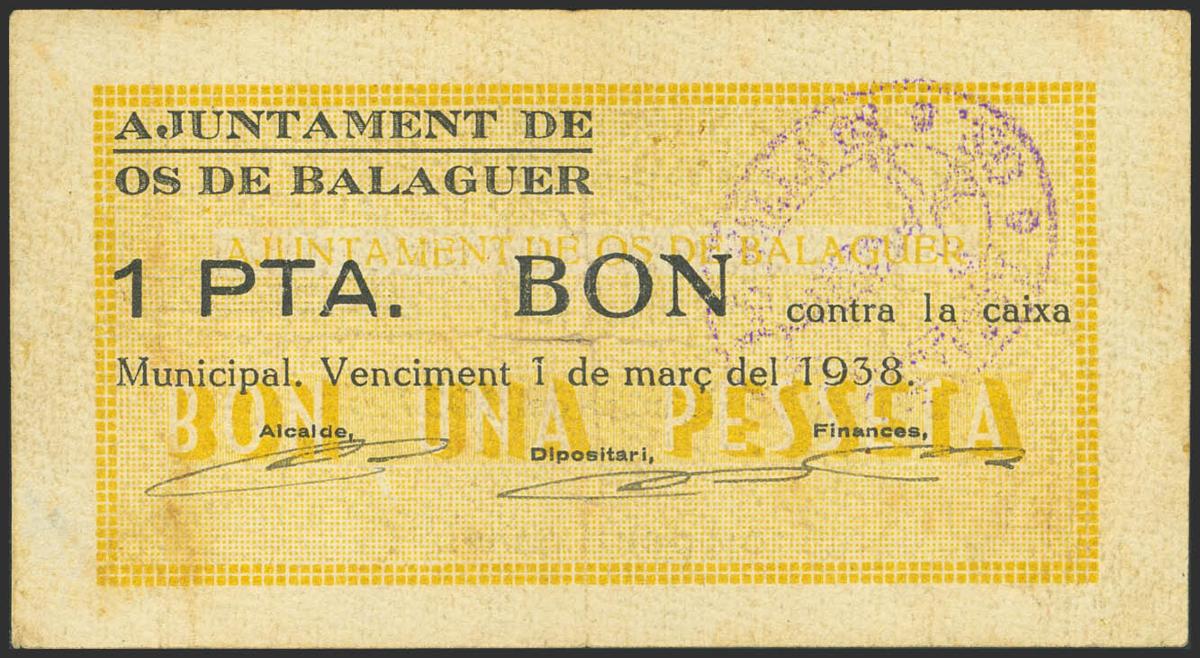 AJUNTAMENT DE
OS DE BALAGUER
AJUNTAMENT DE OS DE BALAGUER
1 PTA. BON contra la caixa
Municipal. Venciment 1 de març del 1938.
BON UNA PESSETA
Alcalde, Finances,
Dipositari,